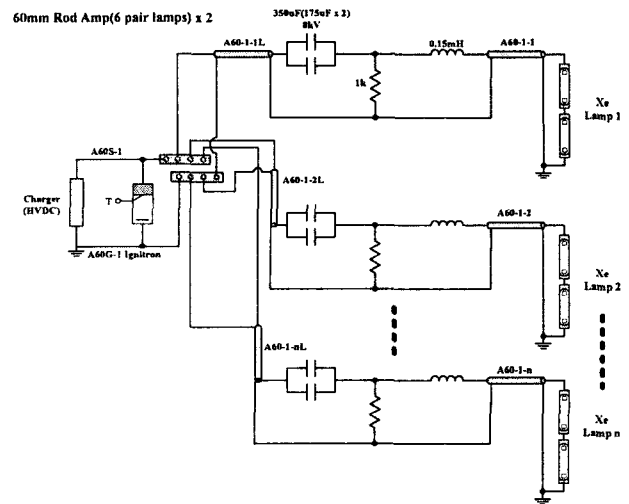 60mm Rod Amp(6 pair lamps) x 2
350uF(175uF x 2)
8kV
A60-1-1L
0.15mH
A60-1-1
1k
Xe
Lamp 1
A60S-1
A60-1-2L
Charger
(HVDC)
T
A60-1-2
A60G-1 Ignitron
Xe
Lamp 2
A60-1-nL
A60-1-n
Xe
Lamp n